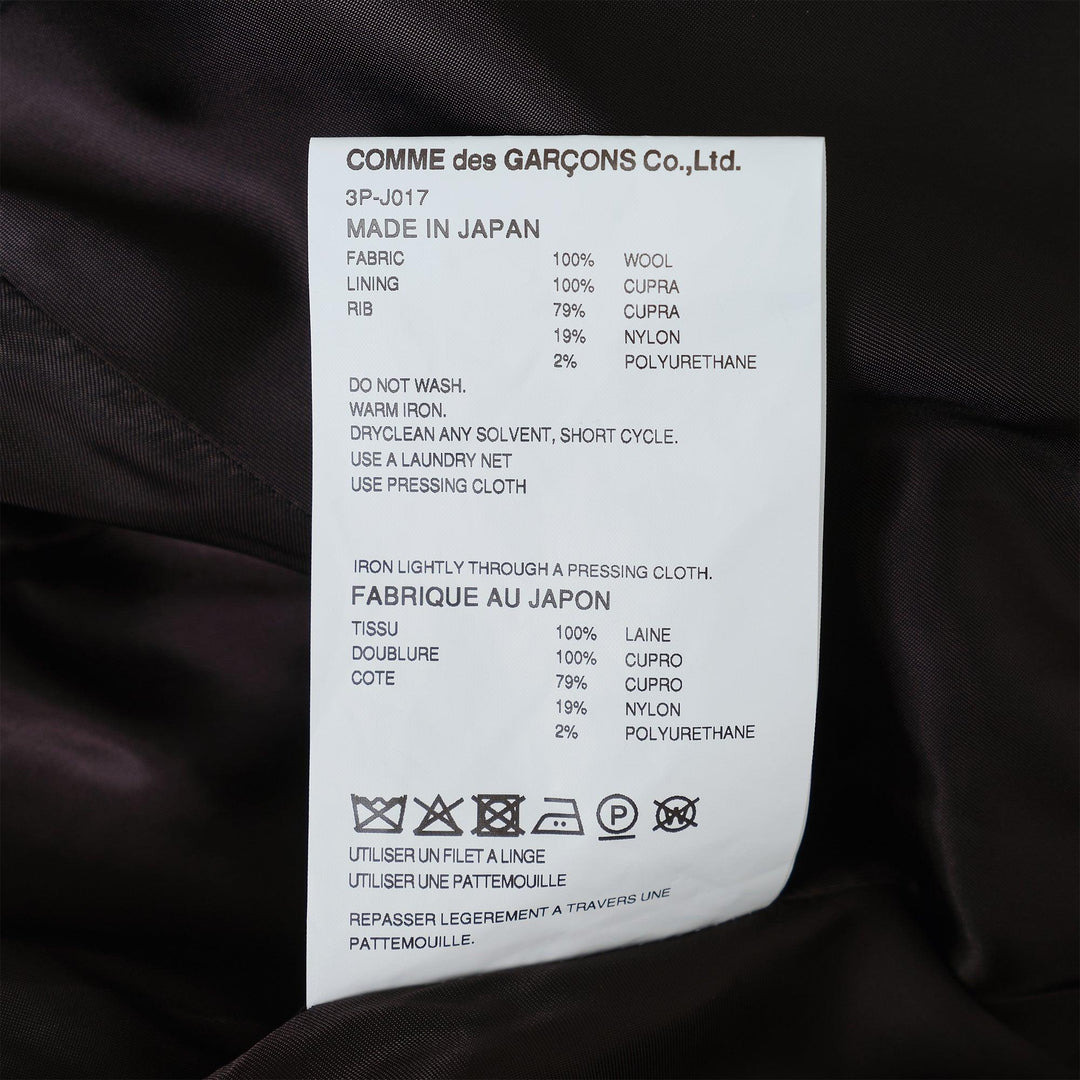 COMME des GARÇONS Co.,Ltd.
3P-J017
MADE IN JAPAN
FABRIC 100% WOOL
LINING 100% CUPRA
RIB 79% CUPRA
19% NYLON
2% POLYURETHANE
DO NOT WASH.
WARM IRON.
DRYCLEAN ANY SOLVENT, SHORT CYCLE.
USE A LAUNDRY NET
USE PRESSING CLOTH
IRON LIGHTLY THROUGH A PRESSING CLOTH.
FABRIQUE AU JAPON
TISSU 100% LAINE
DOUBLURE 100% CUPRO
COTE 79% CUPRO
19% NYLON
2% POLYURETHANE
P W
UTILISER UN FILET A LINGE
UTILISER UNE PATTEMOUILLE
REPASSER LEGEREMENT A TRAVERS UNE
PATTEMOUILLE.